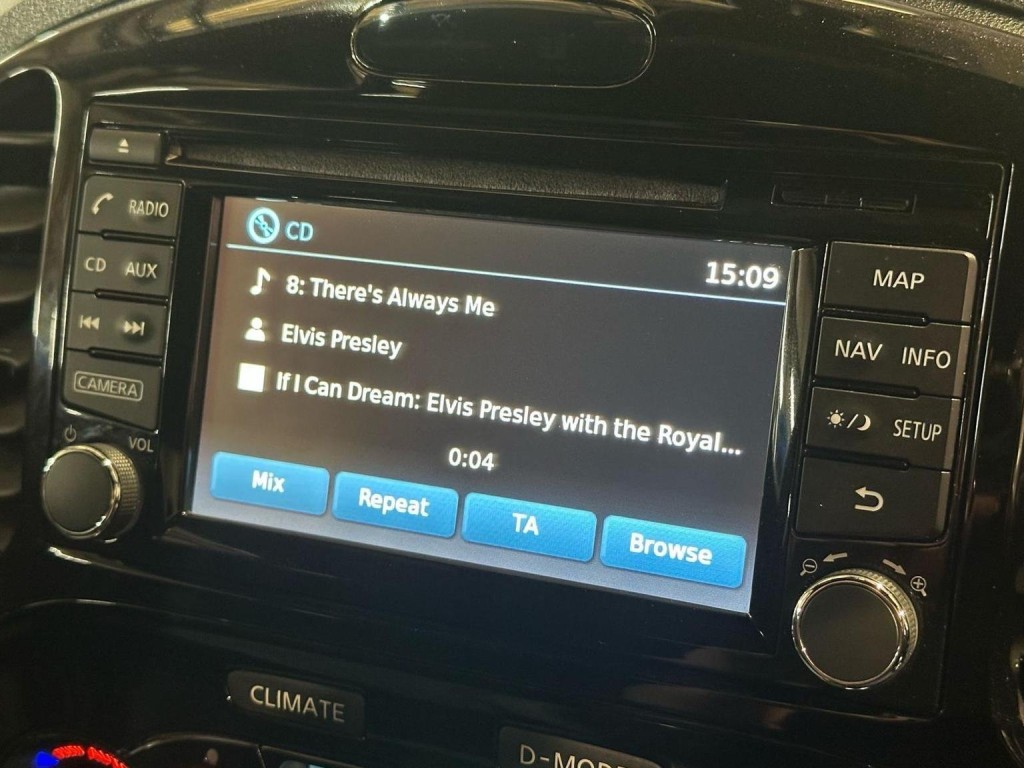 RADIO
CD AUX
CAMERA
VOL
CD
15:09
8: There's Always Me
Elvis Presley
If I Can Dream: Elvis Presley with the Royal...
0:04
Mix
Repeat
TA
Browse
MAP
NAV INFO
SETUP
CLIMATE